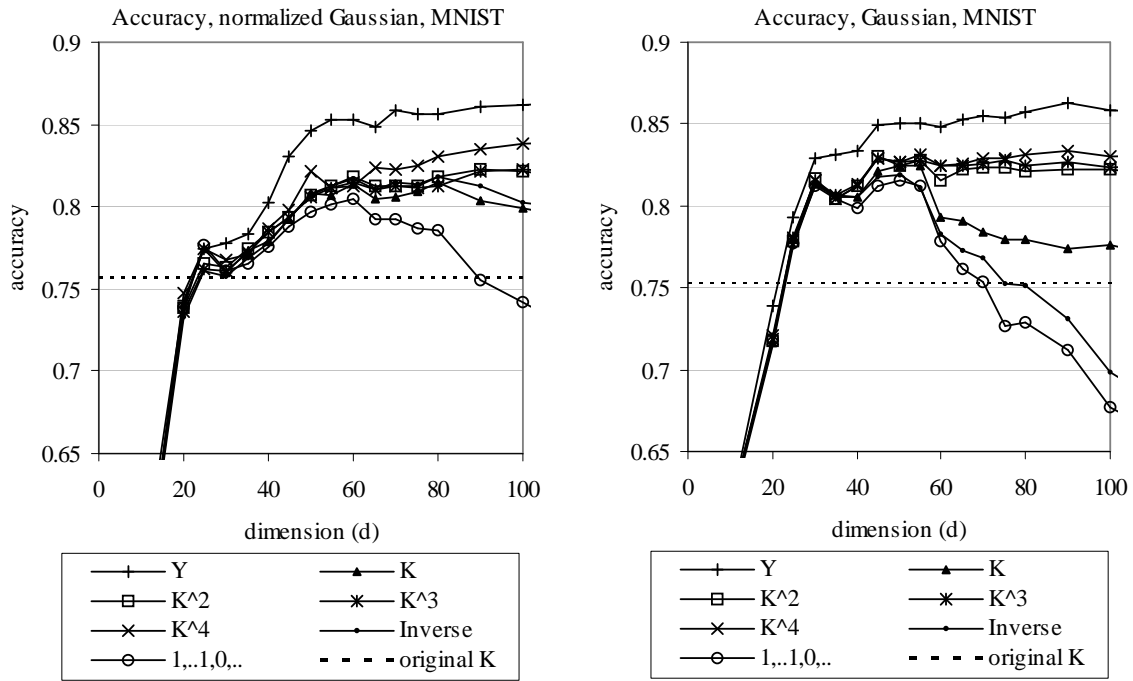 Accuracy, normalized Gaussian, MNIST
0.9
0.85
0.8
0.75
0.7
0.65
accuracy
0 20 40 60 80 100
dimension (d)
Y K
K^2 K^3
K^4 Inverse
1,..1,0,.. original K
Accuracy, Gaussian, MNIST
0.9
0.85
0.8
0.75
0.7
0.65
accuracy
0 20 40 60 80 100
dimension (d)
Y K
K^2 K^3
K^4 Inverse
1,..1,0,.. original K